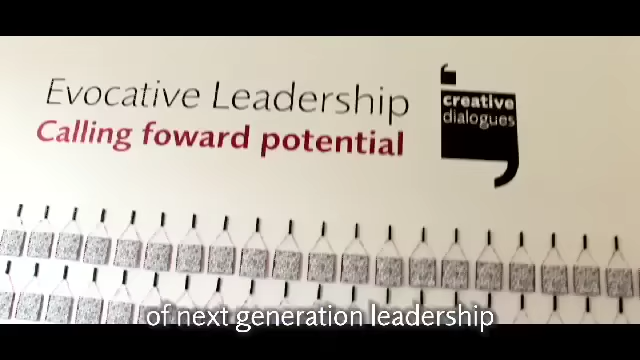 Evocative Leadership
Calling foward potential
creative
dialogues
of next generation leadership